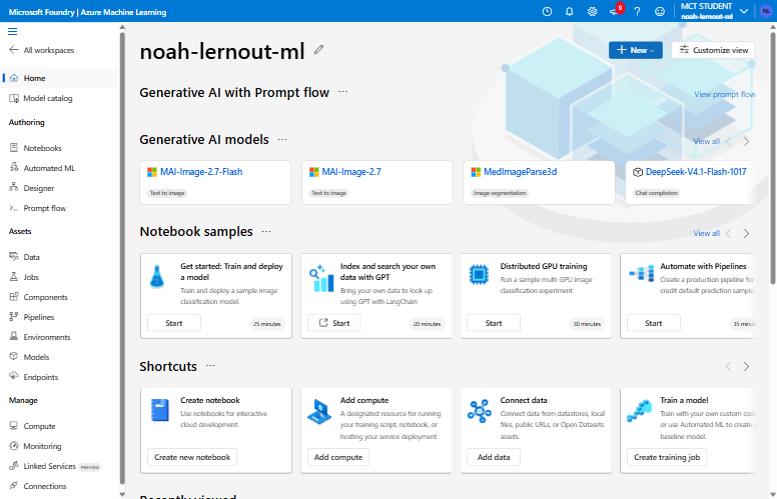 Microsoft Foundry | Azure Machine Learning
9
?
MCT STUDENT
noah-lernout-ml
NL
All workspaces
Home
Model catalog
Authoring
Notebooks
Automated ML
Designer
Prompt flow
Assets
Data
Jobs
Components
Pipelines
Environments
Models
Endpoints
Manage
Compute
Monitoring
Linked Services PREVIEW
Connections
noah-lernout-ml
New
Customize view
Generative AI with Prompt flow ...
View prompt flow
Generative AI models ...
View all
MAI-Image-2.7-Flash
Text to image
MAI-Image-2.7
Text to image
MedImageParse3d
Image segmentation
DeepSeek-V4.1-Flash-1017
Chat completion
Notebook samples ...
View all
Get started: Train and deploy
a model
Train and deploy a sample image
classification model.
Start
25 minutes
Index and search your own
data with GPT
Bring your own data to look up
using GPT with LangChain
Start
20 minutes
Distributed GPU training
Run a sample multi GPU image
classification experiment.
Start
30 minutes
Automate with Pipelines
Create a production pipeline for
credit default prediction sample
Start
35 minut
Shortcuts ...
Create notebook
Use notebooks for interactive
cloud development.
Create new notebook
Add compute
A designated resource for running
your training script, notebook, or
hosting your service deployment.
Add compute
Connect data
Connect data from datastores, local
files, public URLs, or Open Datasets
assets.
Add data
Train a model
Train with your own custom code
or use Automated ML to create a
baseline model.
Create training job
Recently viewed